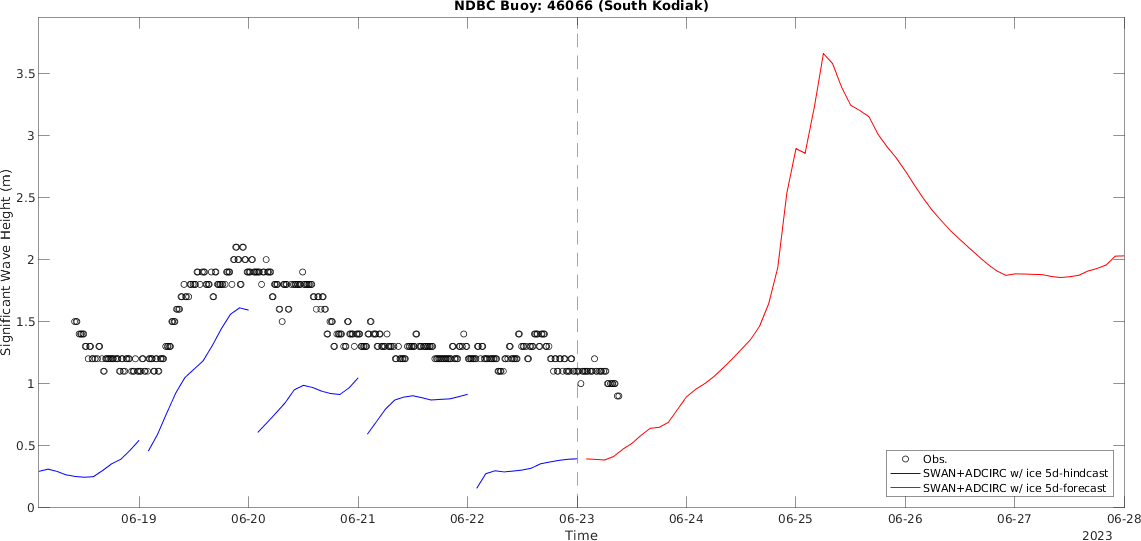 NDBC Buoy: 46066 (South Kodiak)
Significant Wave Height (m)
3.5
3
2.5
2
1.5
1
0.5
0
Obs.
SWAN+ADCIRC w/ ice 5d-hindcast
SWAN+ADCIRC w/ ice 5d-forecast
06-19 06-20 06-21 06-22 06-23 06-24 06-25 06-26 06-27 06-28
Time
2023